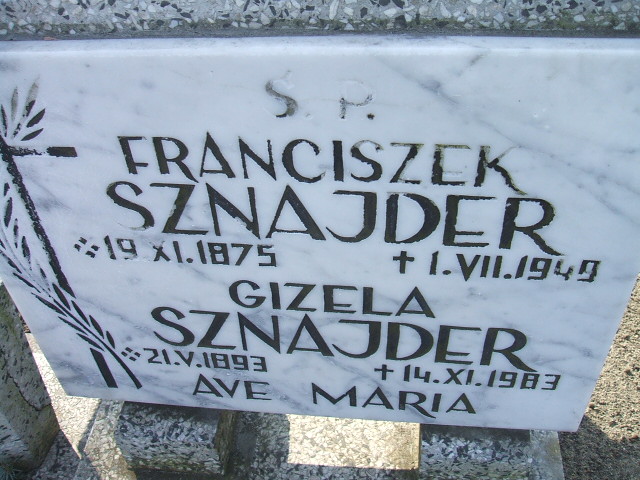 Ś. P.
FRANCISZEK
SZNAJDER
19 XI.1875 † 1.VII.1949
GIZELA
SZNAJDER
21.V.1893 † 14.XI.1983
AVE MARIA